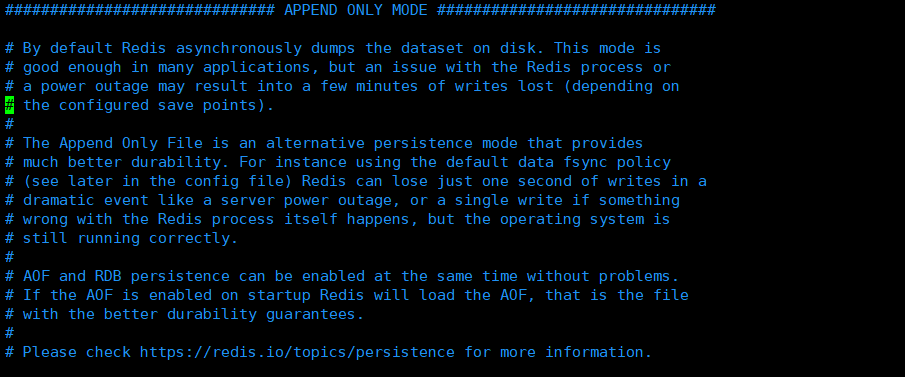 ############################## APPEND ONLY MODE ###############################
# By default Redis asynchronously dumps the dataset on disk. This mode is
# good enough in many applications, but an issue with the Redis process or
# a power outage may result into a few minutes of writes lost (depending on
# the configured save points).
#
# The Append Only File is an alternative persistence mode that provides
# much better durability. For instance using the default data fsync policy
# (see later in the config file) Redis can lose just one second of writes in a
# dramatic event like a server power outage, or a single write if something
# wrong with the Redis process itself happens, but the operating system is
# still running correctly.
#
# AOF and RDB persistence can be enabled at the same time without problems.
# If the AOF is enabled on startup Redis will load the AOF, that is the file
# with the better durability guarantees.
#
# Please check https://redis.io/topics/persistence for more information.